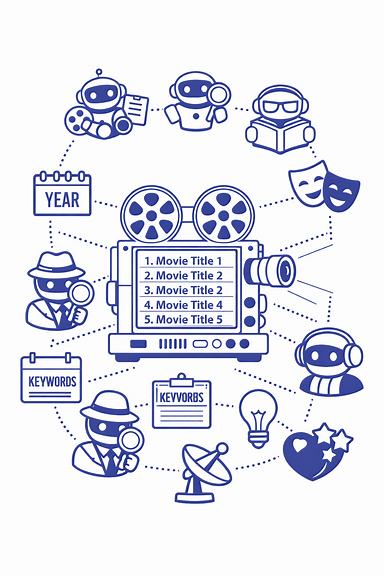 YEAR
1. Movie Title 1
2. Movie Title 2
3. Movie Title 2
4. Movie Title 4
5. Movie Title 5
KEYWORDS
KEVVORBS